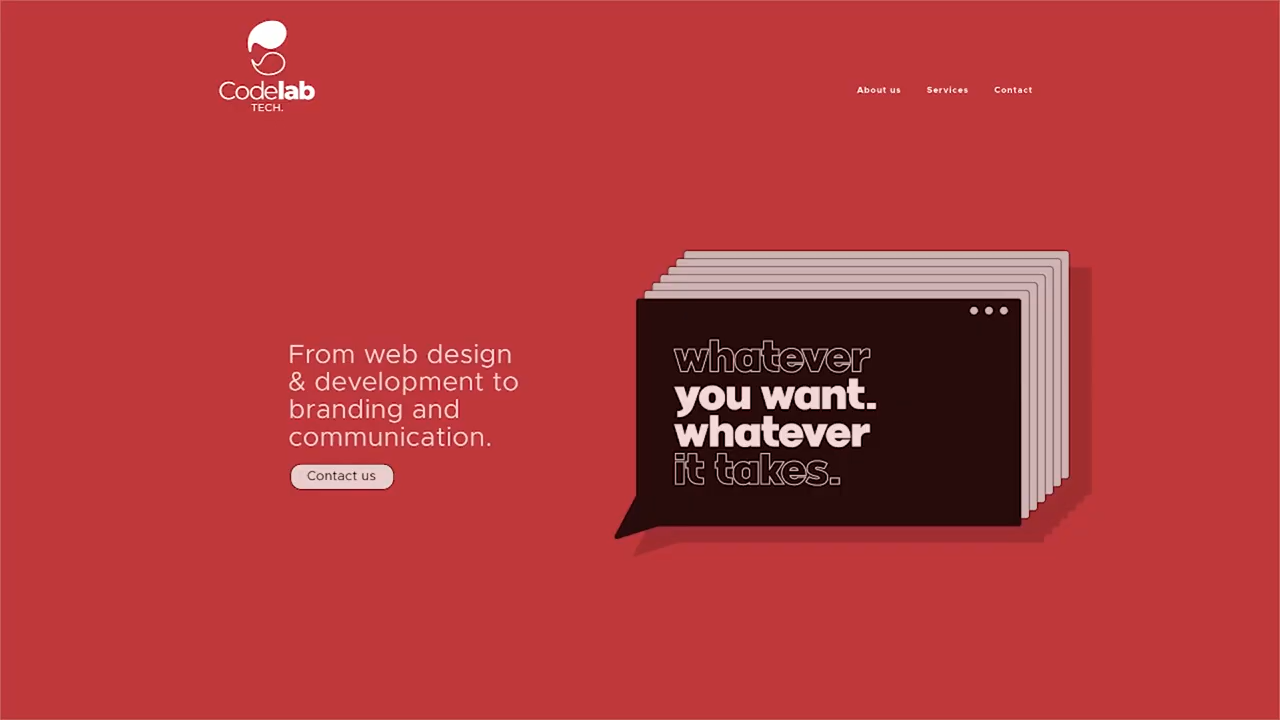 Codelab
TECH.
About us
Services
Contact
From web design
& development to
branding and
communication.
Contact us
whatever
you want.
whatever
it takes.